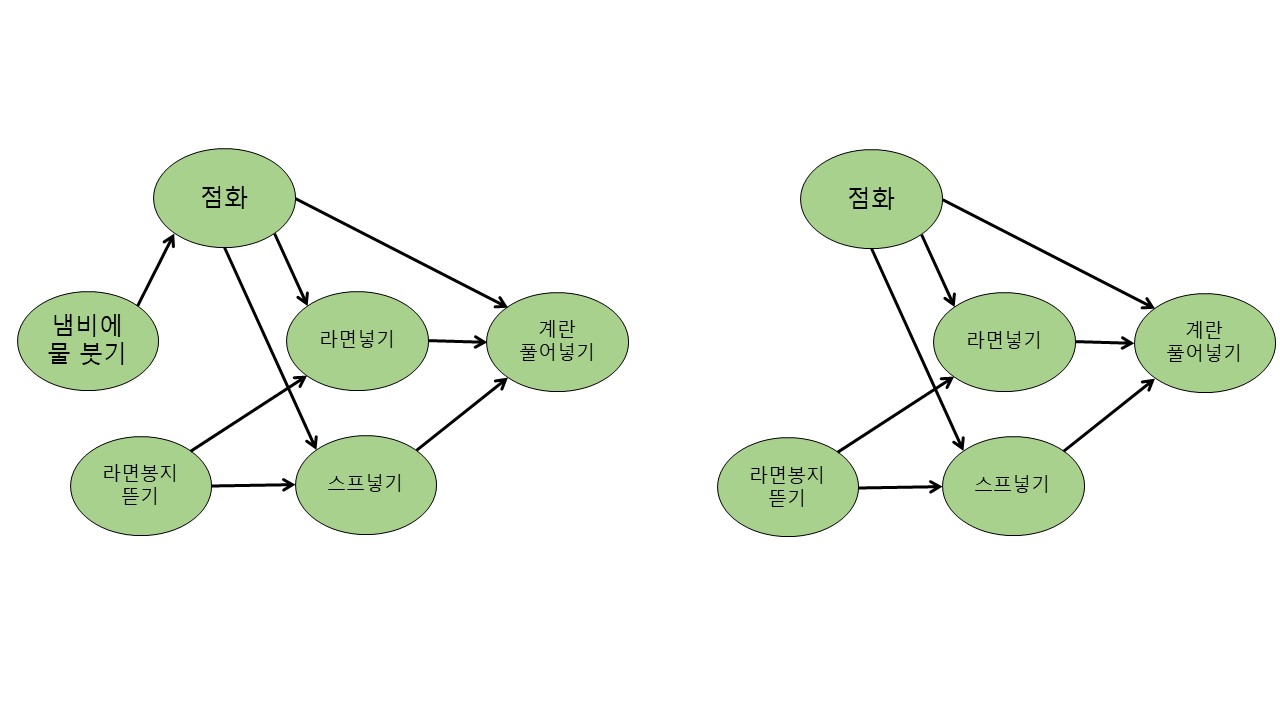 점화
냄비에
물 붓기
라면넣기
계란
풀어넣기
라면봉지
뜯기
스프넣기
점화
라면넣기
계란
풀어넣기
라면봉지
뜯기
스프넣기